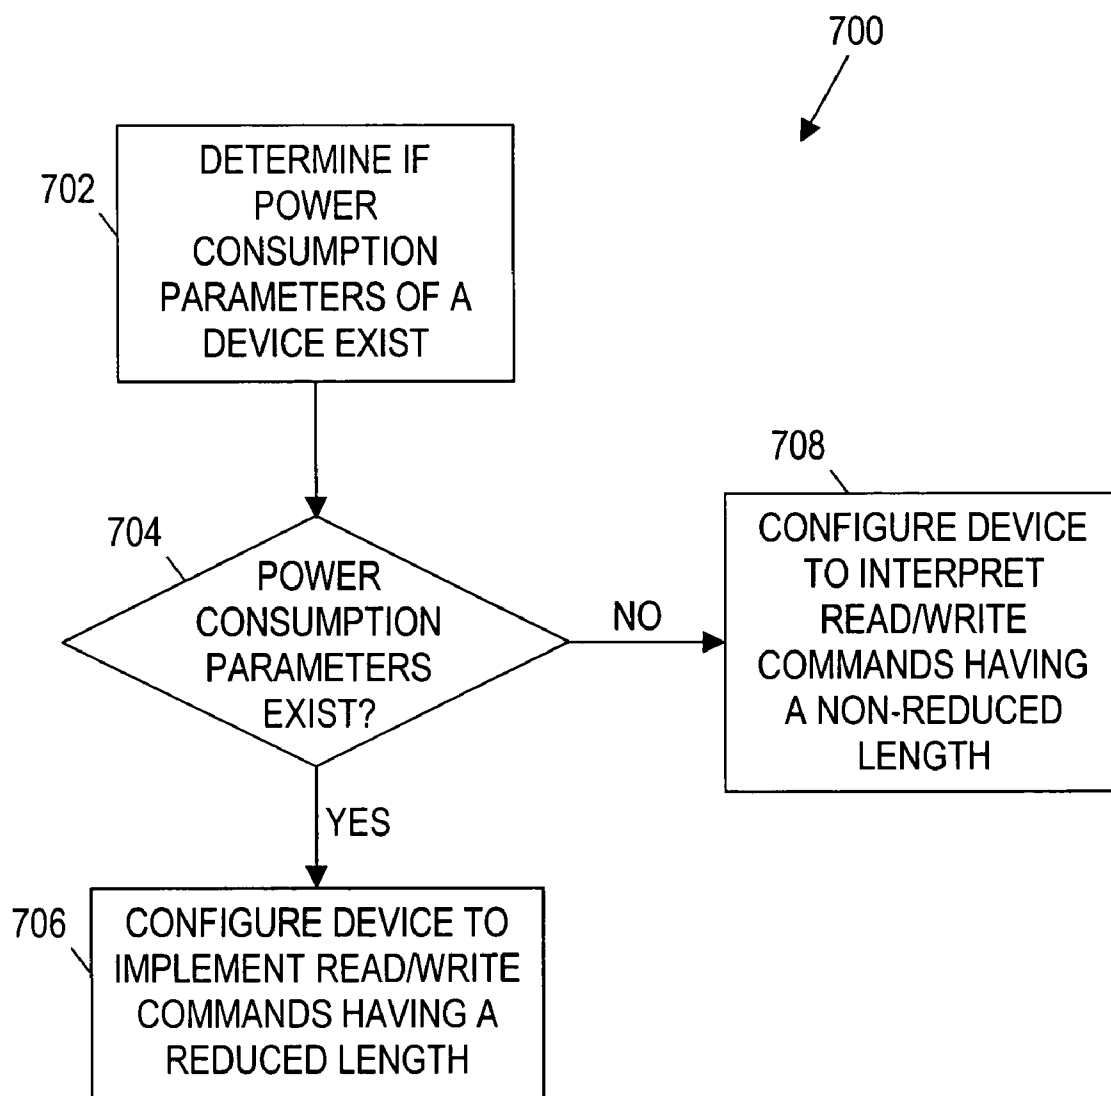 700
702
DETERMINE IF
POWER
CONSUMPTION
PARAMETERS OF A
DEVICE EXIST
704
POWER
CONSUMPTION
PARAMETERS
EXIST?
NO
708
CONFIGURE DEVICE
TO INTERPRET
READ/WRITE
COMMANDS HAVING
A NON-REDUCED
LENGTH
YES
706
CONFIGURE DEVICE TO
IMPLEMENT READ/WRITE
COMMANDS HAVING A
REDUCED LENGTH